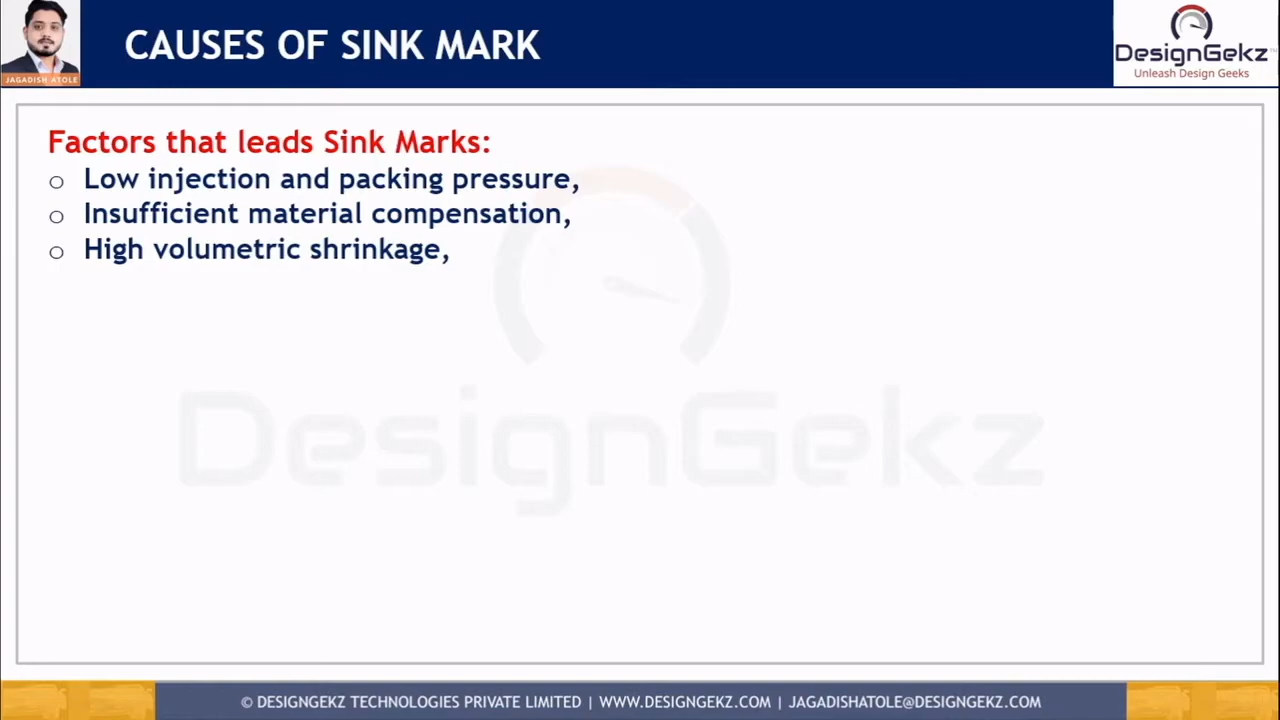 JAGADISH ATOLE
CAUSES OF SINK MARK
DesignGekz
Unleash Design Geeks
Factors that leads Sink Marks:
o Low injection and packing pressure,
o Insufficient material compensation,
o High volumetric shrinkage,
DesignGekz
© DESIGNGEKZ TECHNOLOGIES PRIVATE LIMITED | WWW.DESIGNGEKZ.COM | JAGADISHATOLE@DESIGNGEKZ.COM